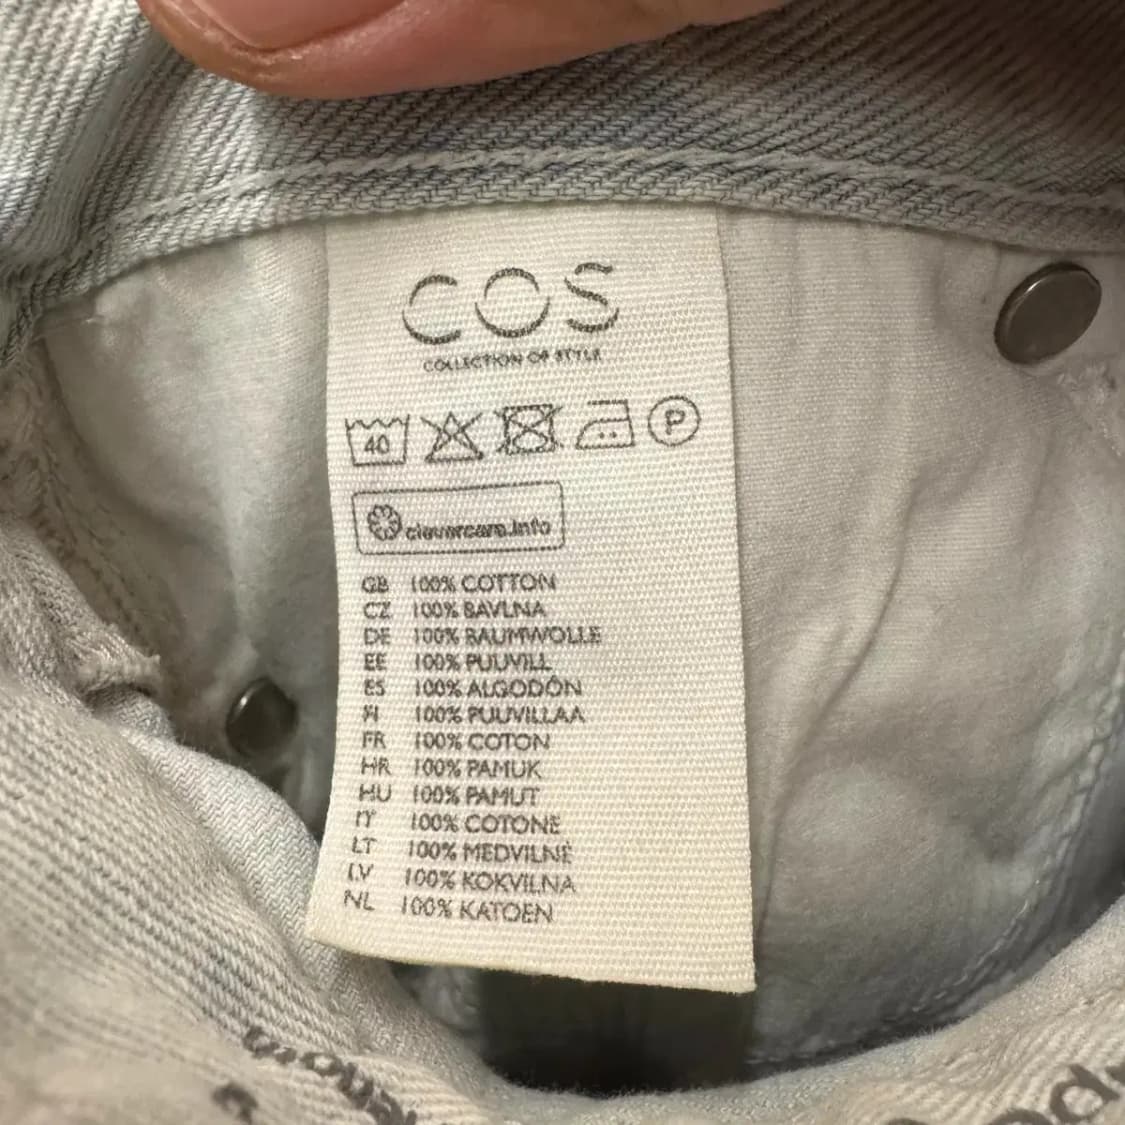 COS
COLLECTION OF STYLE
40 P
clevercare.info
GB 100% COTTON
CZ 100% BAVLNA
DE 100% BAUMWOLLE
EE 100% PUUVILL
ES 100% ALGODÓN
FI 100% PUUVILLAA
FR 100% COTON
HR 100% PAMUK
HU 100% PAMUT
IT 100% COTONE
LT 100% MEDVILNĖ
LV 100% KOKVILNA
NL 100% KATOEN